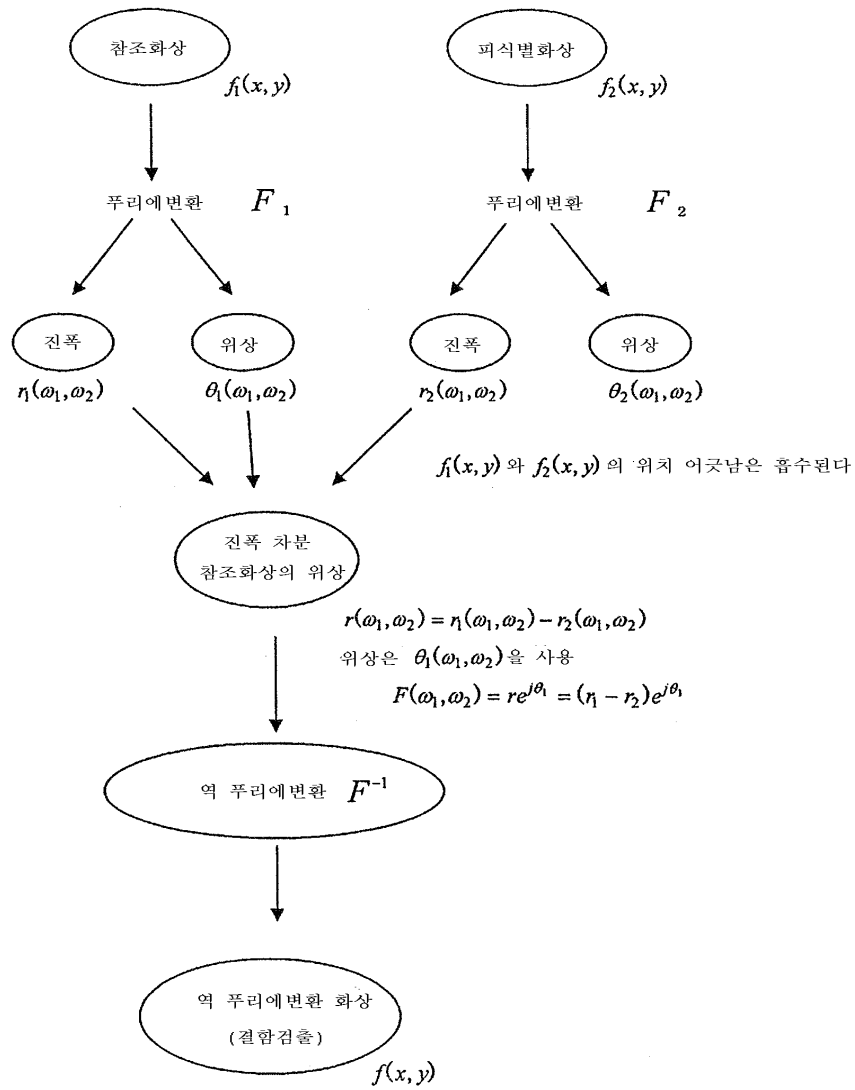 참조화상
피식별화상
f₁(x, y)
f₂(x, y)
푸리에변환 F ₁
푸리에변환 F ₂
진폭
위상
진폭
위상
r₁(ω₁,ω₂)
θ₁(ω₁,ω₂)
r₂(ω₁,ω₂)
θ₂(ω₁,ω₂)
f₁(x, y) 와 f₂(x, y) 의 위치 어긋남은 흡수된다
진폭 차분
참조화상의 위상
r(ω₁,ω₂) = r₁(ω₁,ω₂) − r₂(ω₁,ω₂)
위상은 θ₁(ω₁,ω₂)을 사용
F(ω₁,ω₂) = re^{jθ₁} = (r₁ − r₂)e^{jθ₁}
역 푸리에변환 F⁻¹
역 푸리에변환 화상
(결함검출)
f(x, y)